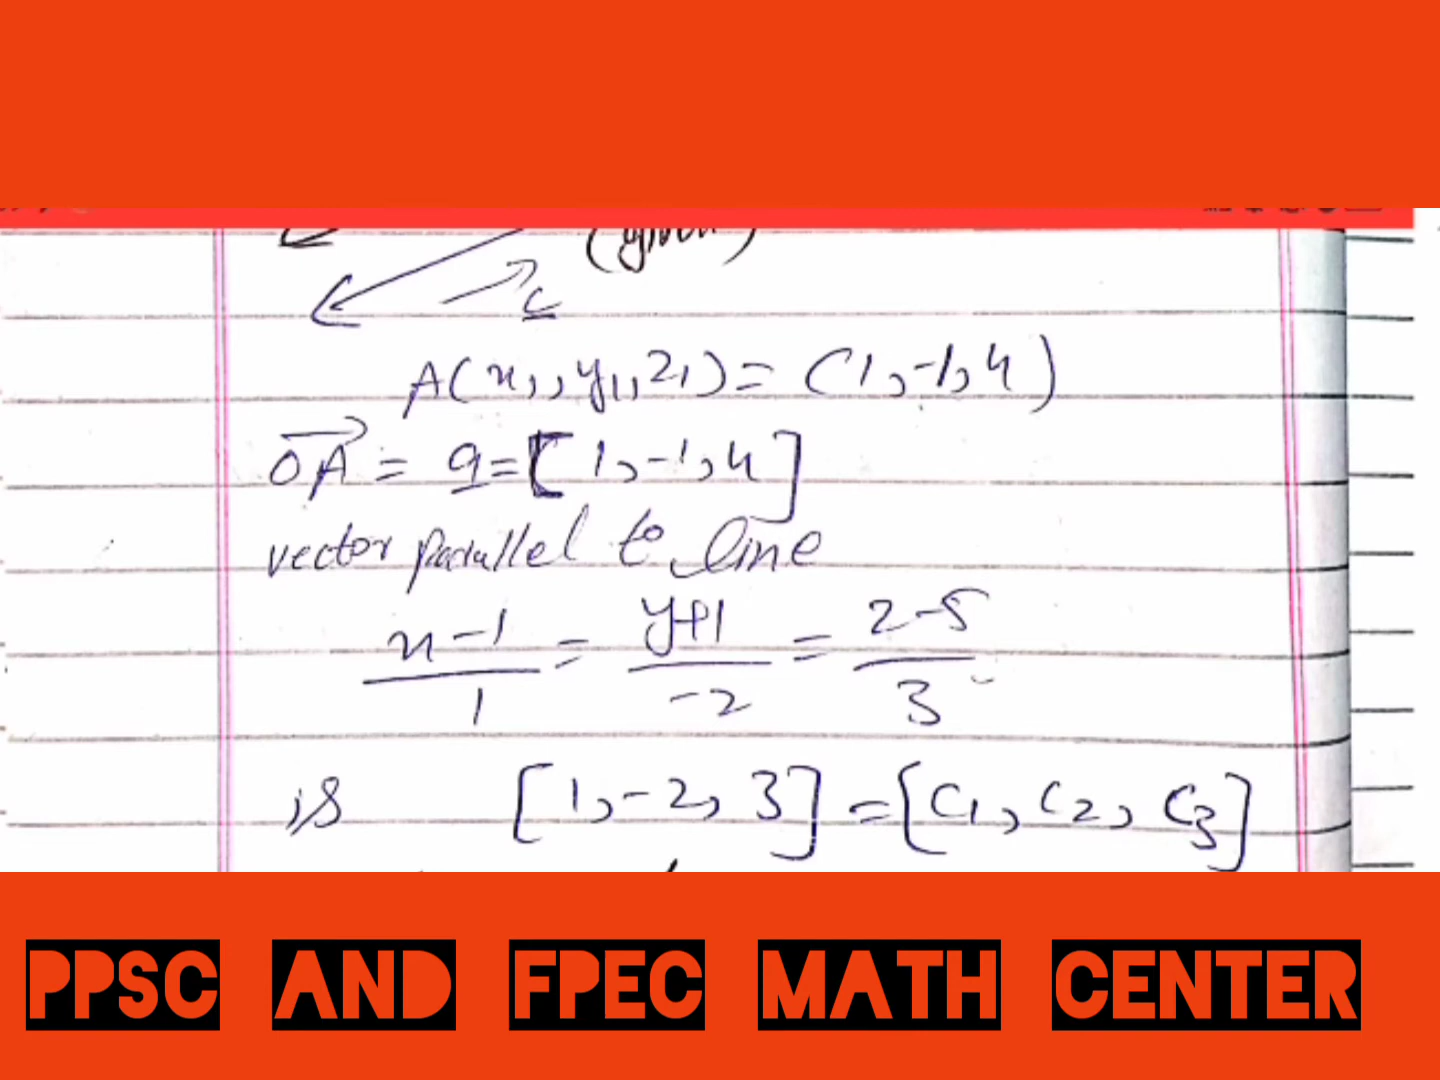 (given)
c
A(x1, y1, z1) = (1, -1, 4)
OA = a = [1, -1, 4]
vector parallel to line
x-1/1 = y+1/-2 = z-5/3
is [1, -2, 3] = [C1, C2, C3]
PPSC AND FPEC MATH CENTER